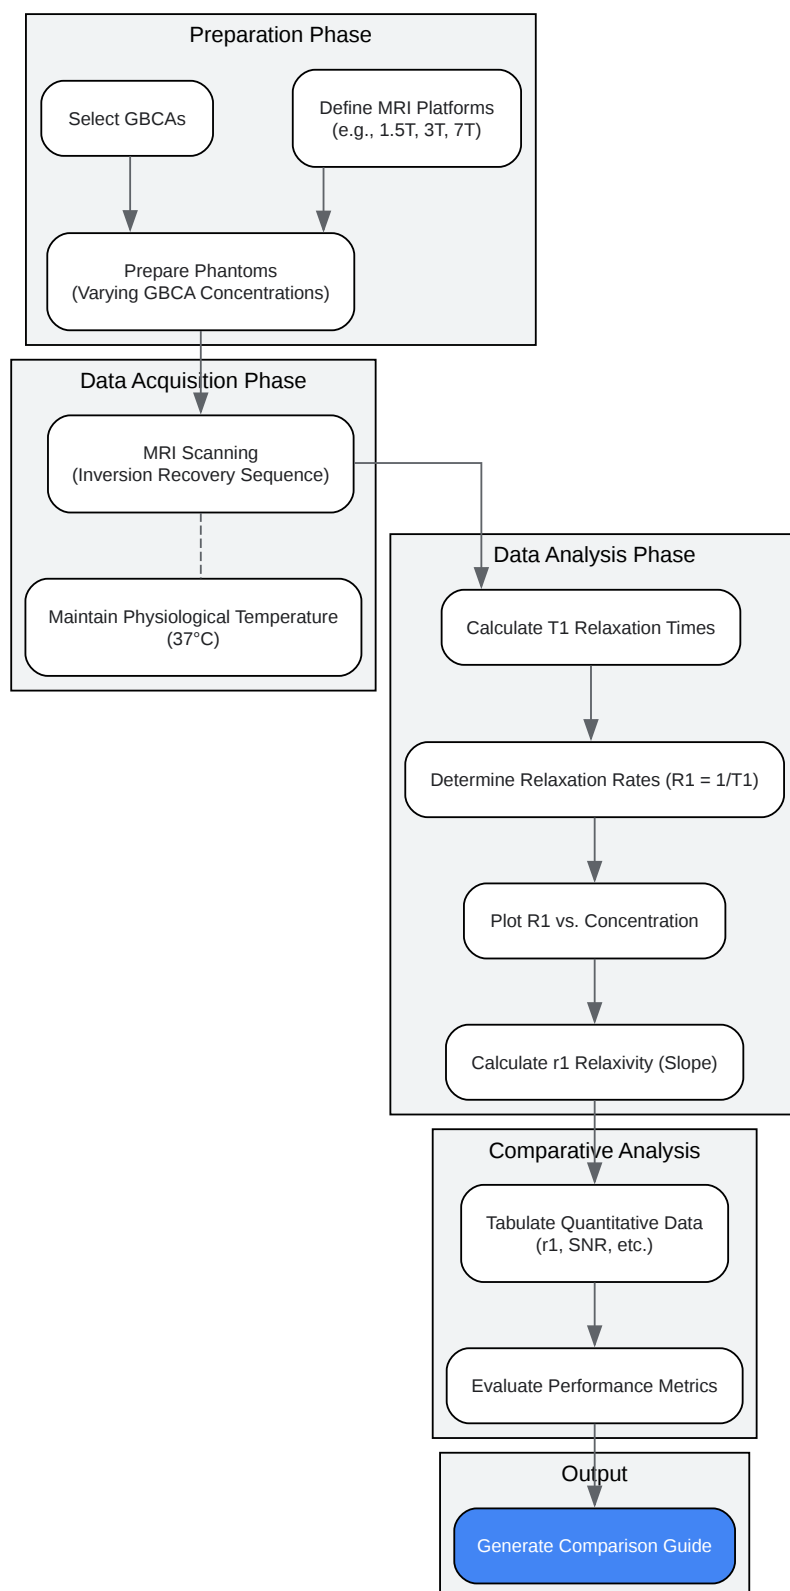 Preparation Phase
Select GBCAs
Define MRI Platforms
(e.g., 1.5T, 3T, 7T)
Prepare Phantoms
(Varying GBCA Concentrations)
Data Acquisition Phase
MRI Scanning
(Inversion Recovery Sequence)
Maintain Physiological Temperature
(37°C)
Data Analysis Phase
Calculate T1 Relaxation Times
Determine Relaxation Rates (R1 = 1/T1)
Plot R1 vs. Concentration
Calculate r1 Relaxivity (Slope)
Comparative Analysis
Tabulate Quantitative Data
(r1, SNR, etc.)
Evaluate Performance Metrics
Output
Generate Comparison Guide